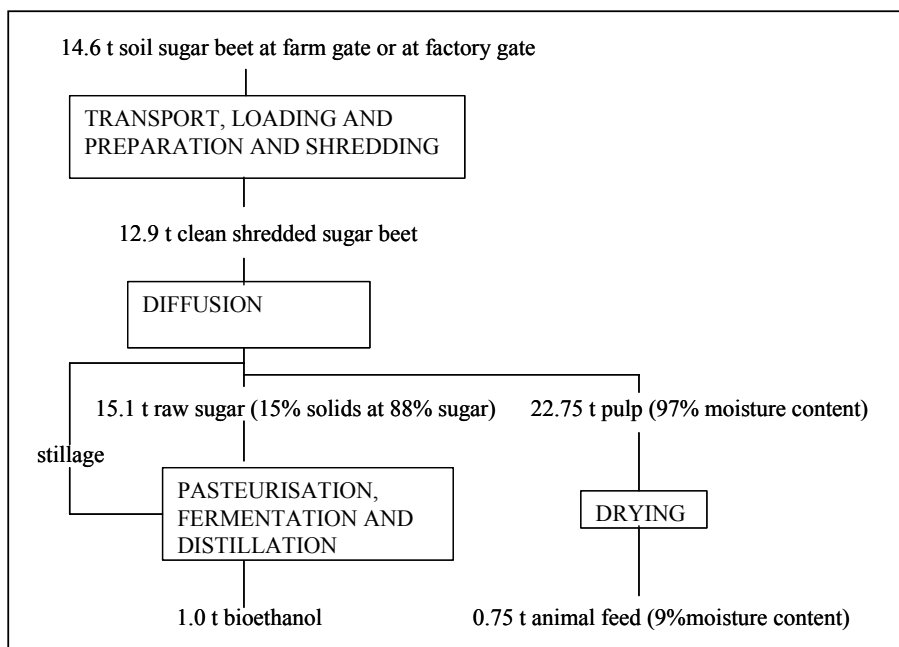 14.6 t soil sugar beet at farm gate or at factory gate
TRANSPORT, LOADING AND
PREPARATION AND SHREDDING
12.9 t clean shredded sugar beet
DIFFUSION
15.1 t raw sugar (15% solids at 88% sugar)
22.75 t pulp (97% moisture content)
stillage
PASTEURISATION,
FERMENTATION AND
DISTILLATION
DRYING
1.0 t bioethanol
0.75 t animal feed (9%moisture content)